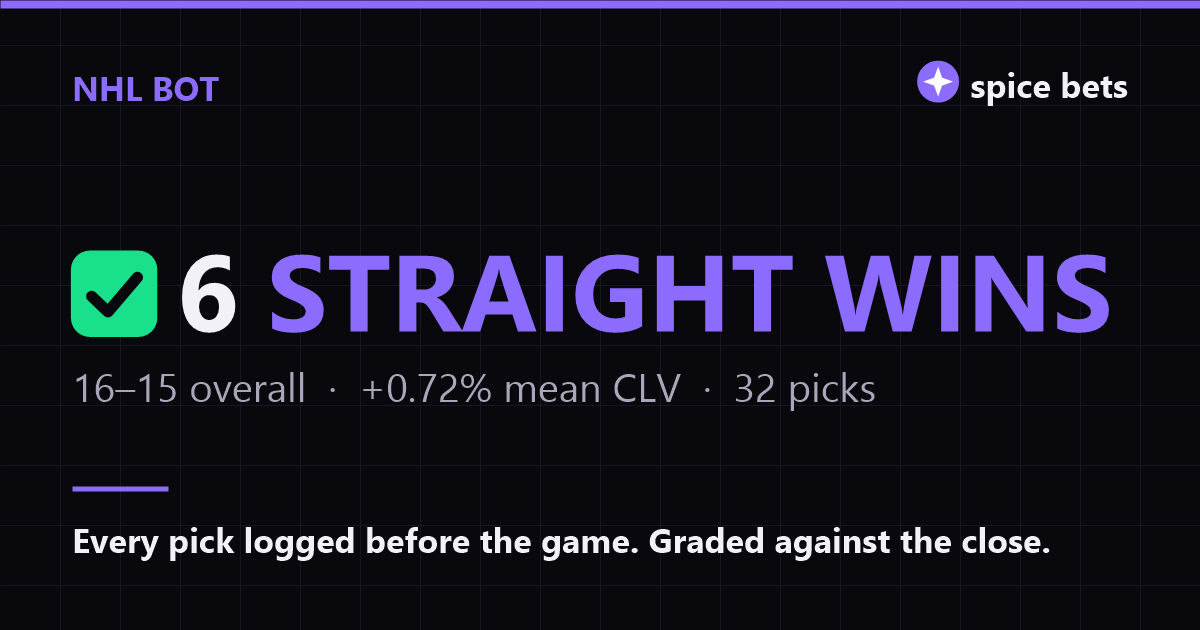 NHL BOT
spice bets
6 STRAIGHT WINS
16–15 overall · +0.72% mean CLV · 32 picks
Every pick logged before the game. Graded against the close.